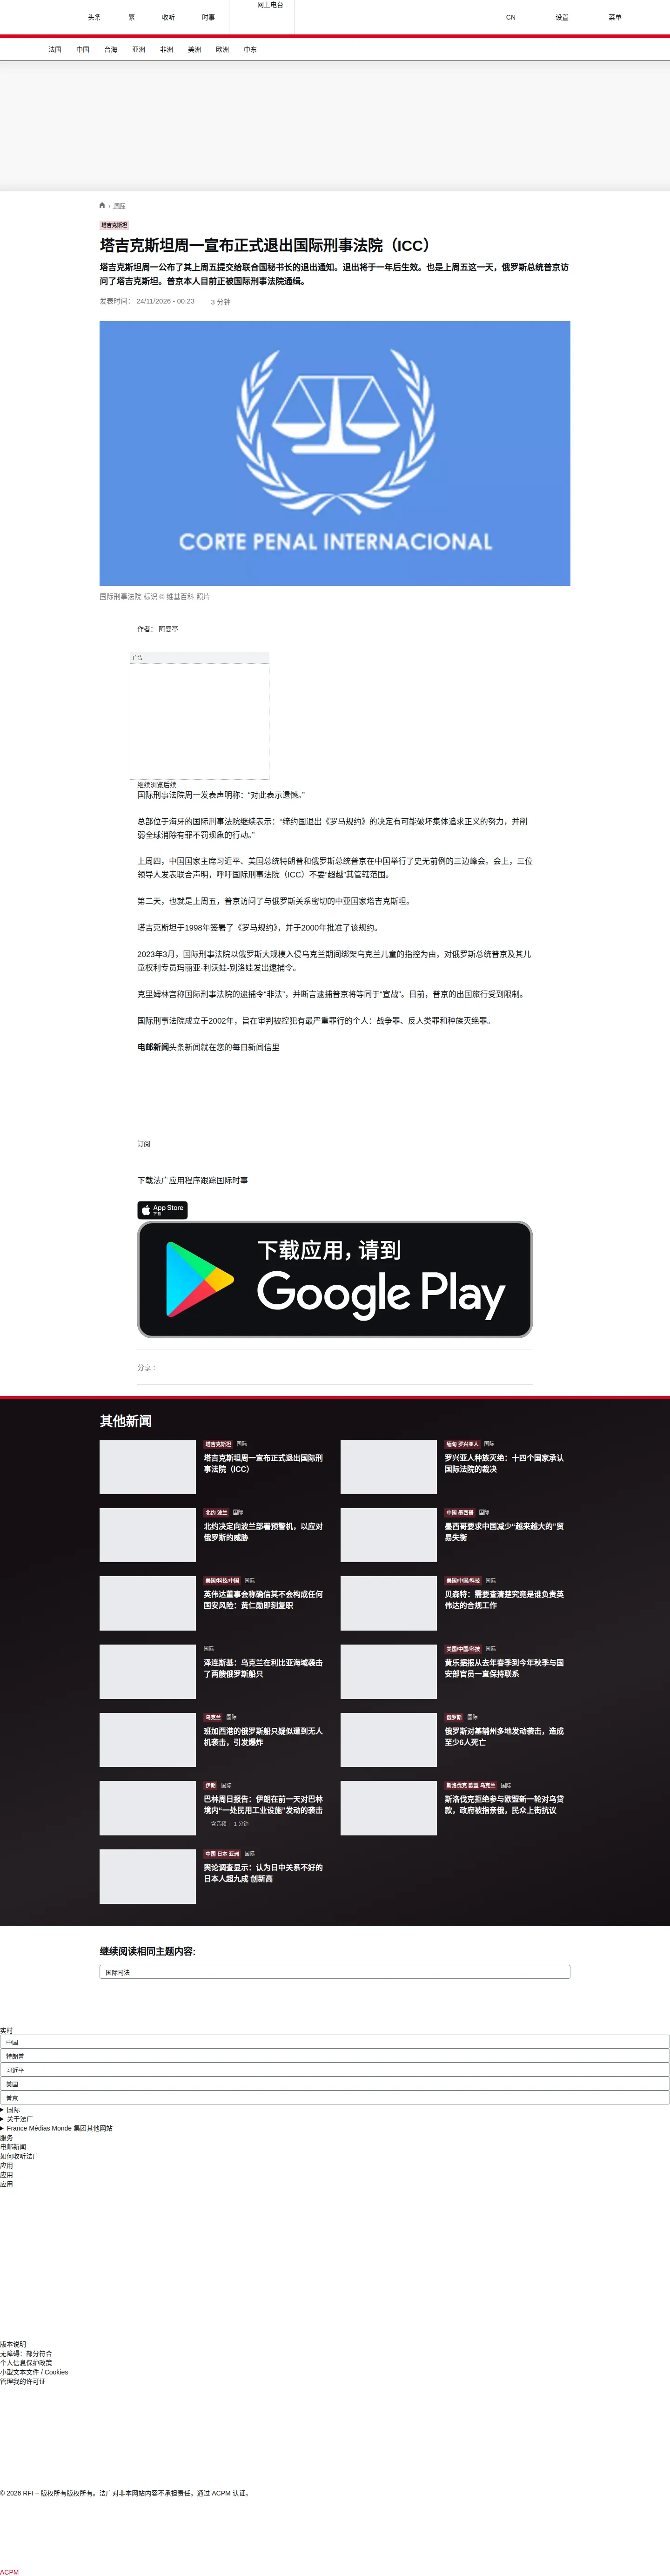 头条
繁
收听
时事
网上电台
CN
设置
菜单
法国
中国
台海
亚洲
非洲
美洲
欧洲
中东
/ 国际
塔吉克斯坦
塔吉克斯坦周一宣布正式退出国际刑事法院（ICC）
塔吉克斯坦周一公布了其上周五提交给联合国秘书长的退出通知。退出将于一年后生效。也是上周五这一天，俄罗斯总统普京访
问了塔吉克斯坦。普京本人目前正被国际刑事法院通缉。
发表时间： 24/11/2026 - 00:23
3 分钟
CORTE PENAL INTERNACIONAL
国际刑事法院 标识 © 维基百科 照片
作者： 阿曼亭
广告
继续浏览后续
国际刑事法院周一发表声明称：“对此表示遗憾。”
总部位于海牙的国际刑事法院继续表示：“缔约国退出《罗马规约》的决定有可能破坏集体追求正义的努力，并削
弱全球消除有罪不罚现象的行动。”
上周四，中国国家主席习近平、美国总统特朗普和俄罗斯总统普京在中国举行了史无前例的三边峰会。会上，三位
领导人发表联合声明，呼吁国际刑事法院（ICC）不要“超越”其管辖范围。
第二天，也就是上周五，普京访问了与俄罗斯关系密切的中亚国家塔吉克斯坦。
塔吉克斯坦于1998年签署了《罗马规约》，并于2000年批准了该规约。
2023年3月，国际刑事法院以俄罗斯大规模入侵乌克兰期间绑架乌克兰儿童的指控为由，对俄罗斯总统普京及其儿
童权利专员玛丽亚·利沃娃-别洛娃发出逮捕令。
克里姆林宫称国际刑事法院的逮捕令“非法”，并断言逮捕普京将等同于“宣战”。目前，普京的出国旅行受到限制。
国际刑事法院成立于2002年，旨在审判被控犯有最严重罪行的个人：战争罪、反人类罪和种族灭绝罪。
电邮新闻头条新闻就在您的每日新闻信里
订阅
下载法广应用程序跟踪国际时事
App Store
下载
下载应用，请到
Google Play
分享 :
其他新闻
塔吉克斯坦 国际
塔吉克斯坦周一宣布正式退出国际刑
事法院（ICC）
缅甸 罗兴亚人 国际
罗兴亚人种族灭绝：十四个国家承认
国际法院的裁决
北约 波兰 国际
北约决定向波兰部署预警机，以应对
俄罗斯的威胁
中国 墨西哥 国际
墨西哥要求中国减少“越来越大的”贸
易失衡
美国/科技/中国 国际
英伟达董事会称确信其不会构成任何
国安风险：黄仁勋即刻复职
美国/中国/科技 国际
贝森特：需要查清楚究竟是谁负责英
伟达的合规工作
国际
泽连斯基：乌克兰在利比亚海域袭击
了两艘俄罗斯船只
美国/中国/科技 国际
黄乐据报从去年春季到今年秋季与国
安部官员一直保持联系
乌克兰 国际
班加西港的俄罗斯船只疑似遭到无人
机袭击，引发爆炸
俄罗斯 国际
俄罗斯对基辅州多地发动袭击，造成
至少6人死亡
伊朗 国际
巴林周日报告：伊朗在前一天对巴林
境内“一处民用工业设施”发动的袭击
含音频 1 分钟
斯洛伐克 欧盟 乌克兰 国际
斯洛伐克拒绝参与欧盟新一轮对乌贷
款，政府被指亲俄，民众上街抗议
中国 日本 亚洲 国际
舆论调查显示：认为日中关系不好的
日本人超九成 创新高
继续阅读相同主题内容:
国际司法
实时
中国
特朗普
习近平
美国
普京
国际
关于法广
France Médias Monde 集团其他网站
服务
电邮新闻
如何收听法广
应用
应用
应用
版本说明
无障碍：部分符合
个人信息保护政策
小型文本文件 / Cookies
管理我的许可证
© 2026 RFI – 版权所有版权所有。法广对非本网站内容不承担责任。通过 ACPM 认证。
ACPM